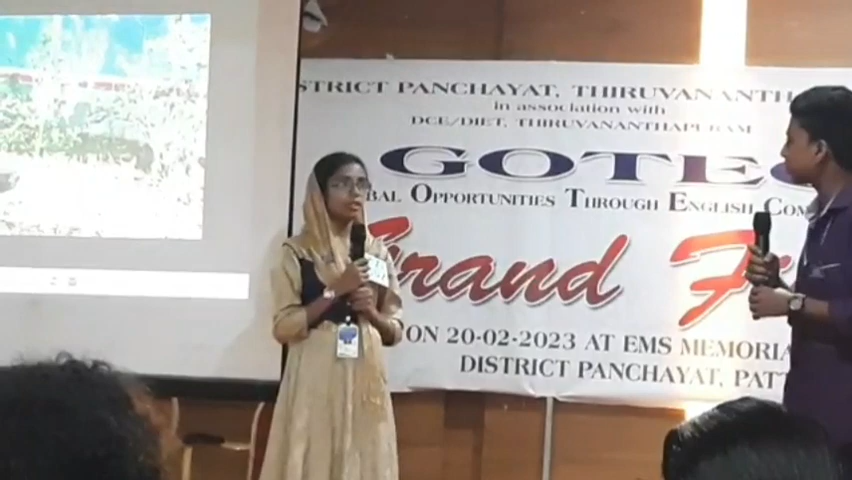 STRICT PANCHAYAT, THIRUVANANTH
in association with
DCE/DIET, THIRUVANANTHAPURAM
GOTE
BAL OPPORTUNITIES THROUGH ENGLISH COM
Grand F
ON 20-02-2023 AT EMS MEMORIA
DISTRICT PANCHAYAT, PATT